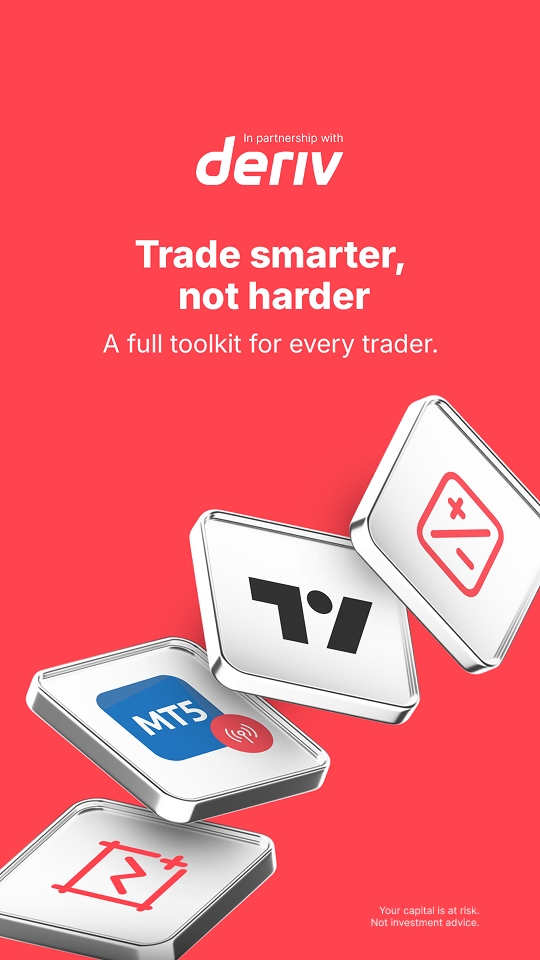 In partnership with
deriv
Trade smarter,
not harder
A full toolkit for every trader.
MT5
Your capital is at risk.
Not investment advice.